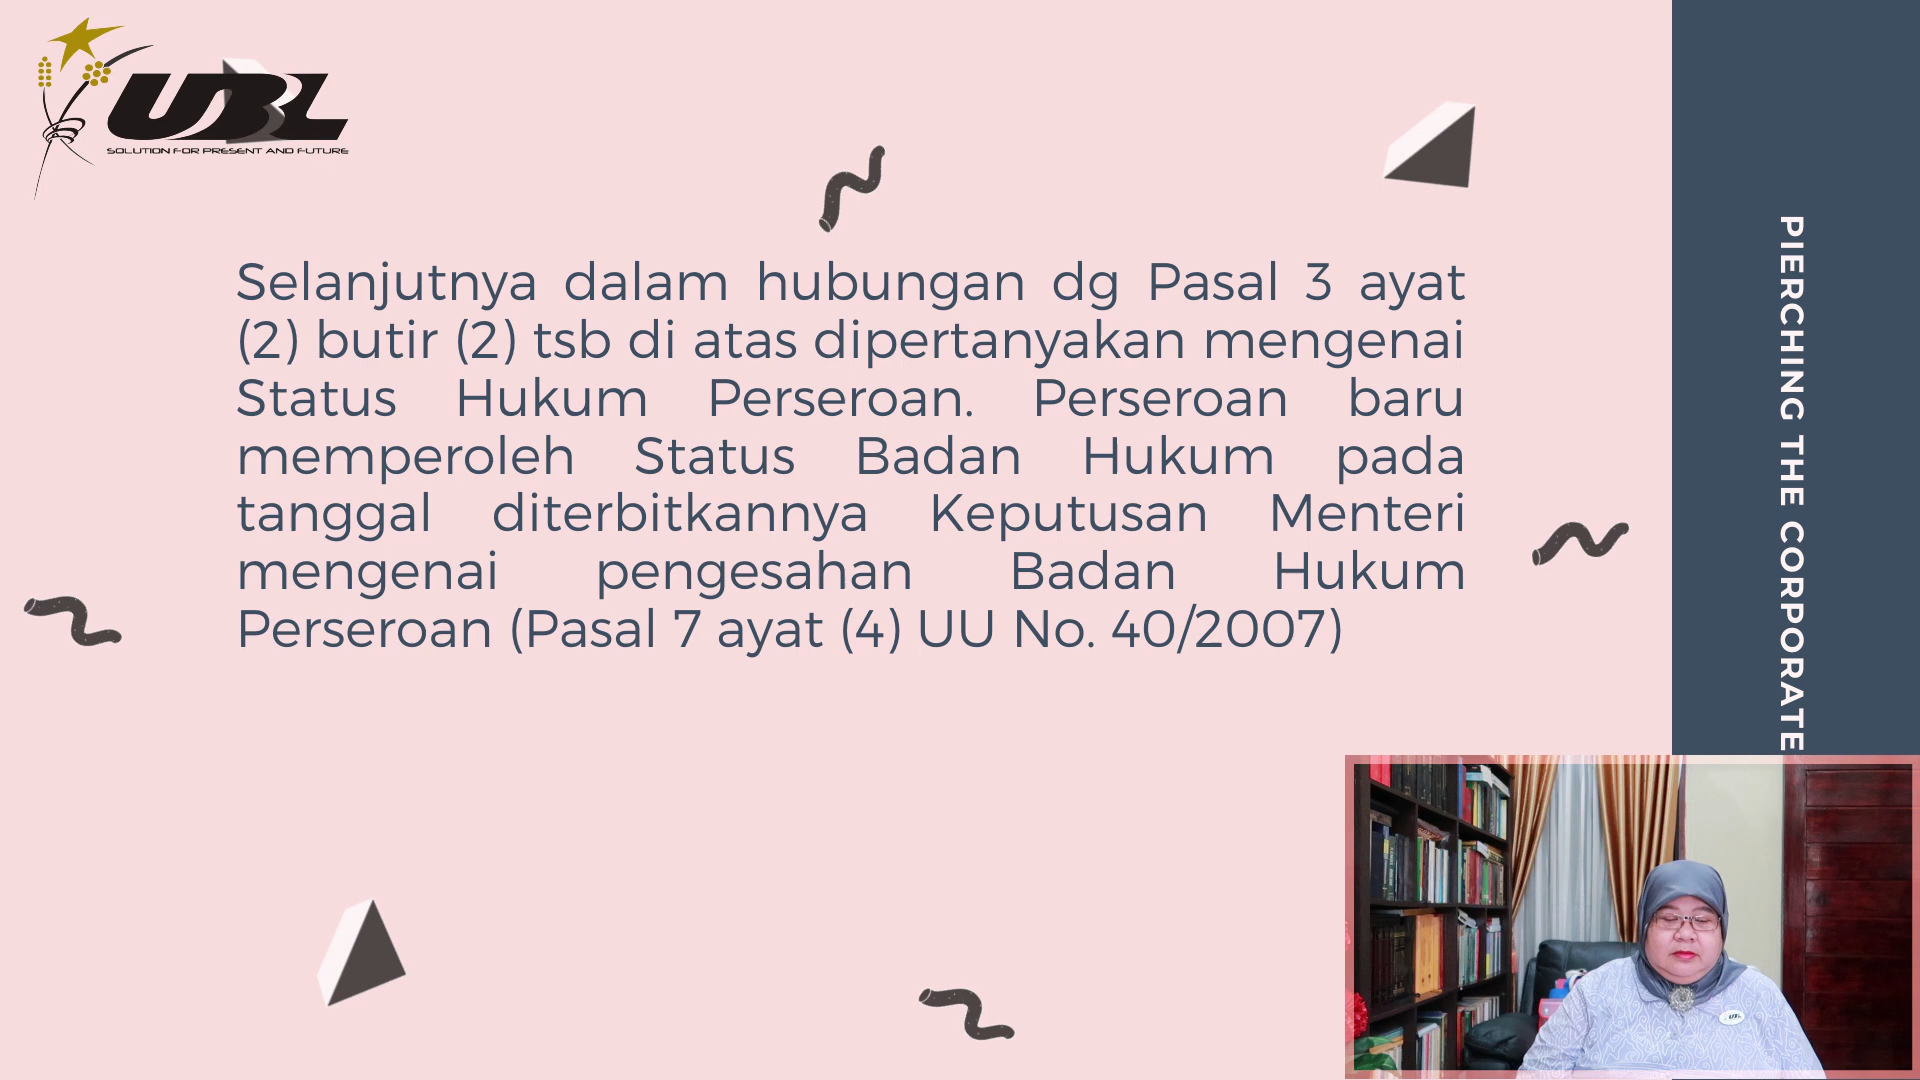 UBL
SOLUTION FOR PRESENT AND FUTURE
Selanjutnya dalam hubungan dg Pasal 3 ayat
(2) butir (2) tsb di atas dipertanyakan mengenai
Status Hukum Perseroan. Perseroan baru
memperoleh Status Badan Hukum pada
tanggal diterbitkannya Keputusan Menteri
mengenai pengesahan Badan Hukum
Perseroan (Pasal 7 ayat (4) UU No. 40/2007)
PIERCHING THE CORPORATE
UBL